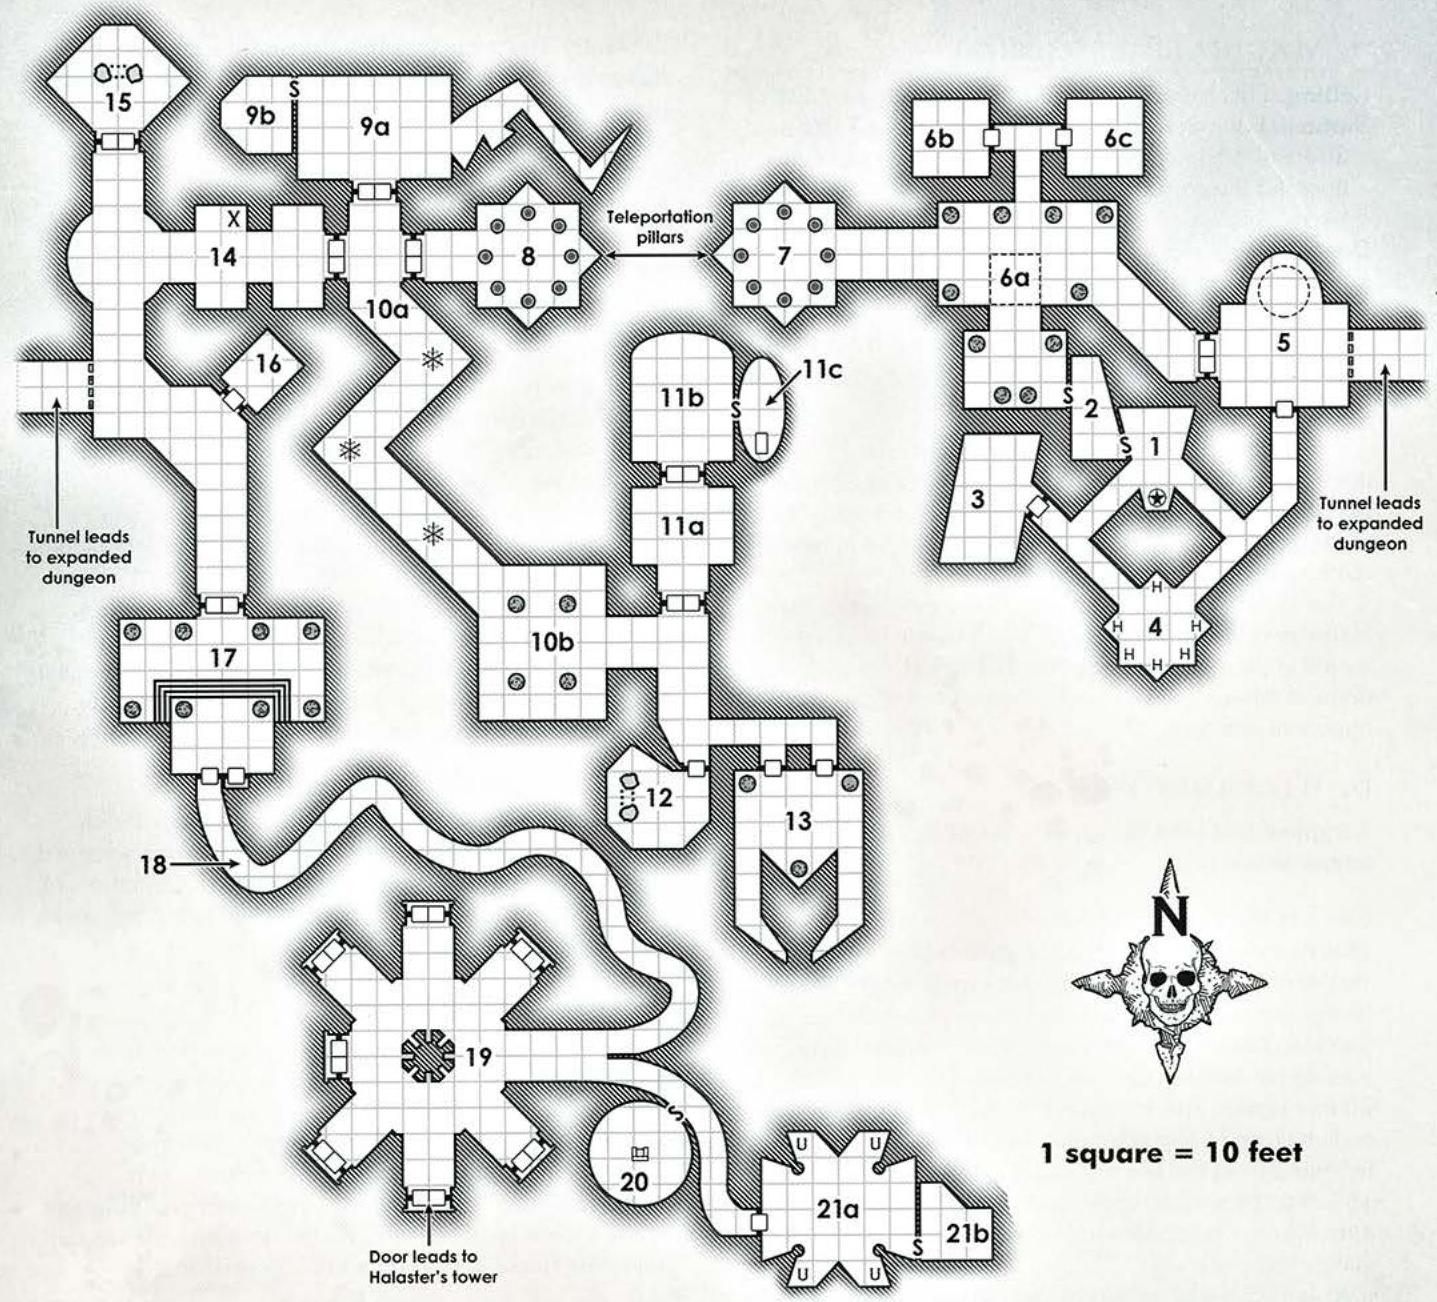 15
9b
S
9a
6b
6c
X
14
8
Teleportation
pillars
7
6a
10a
5
16
11b
S
11c
S
2
S
1
3
11a
Tunnel leads
to expanded
dungeon
Tunnel leads
to expanded
dungeon
H
H
4
H
H
H
H
17
10b
12
13
18
N
19
S
20
1 square = 10 feet
U
U
21a
21b
S
U
U
Door leads to
Halaster's tower